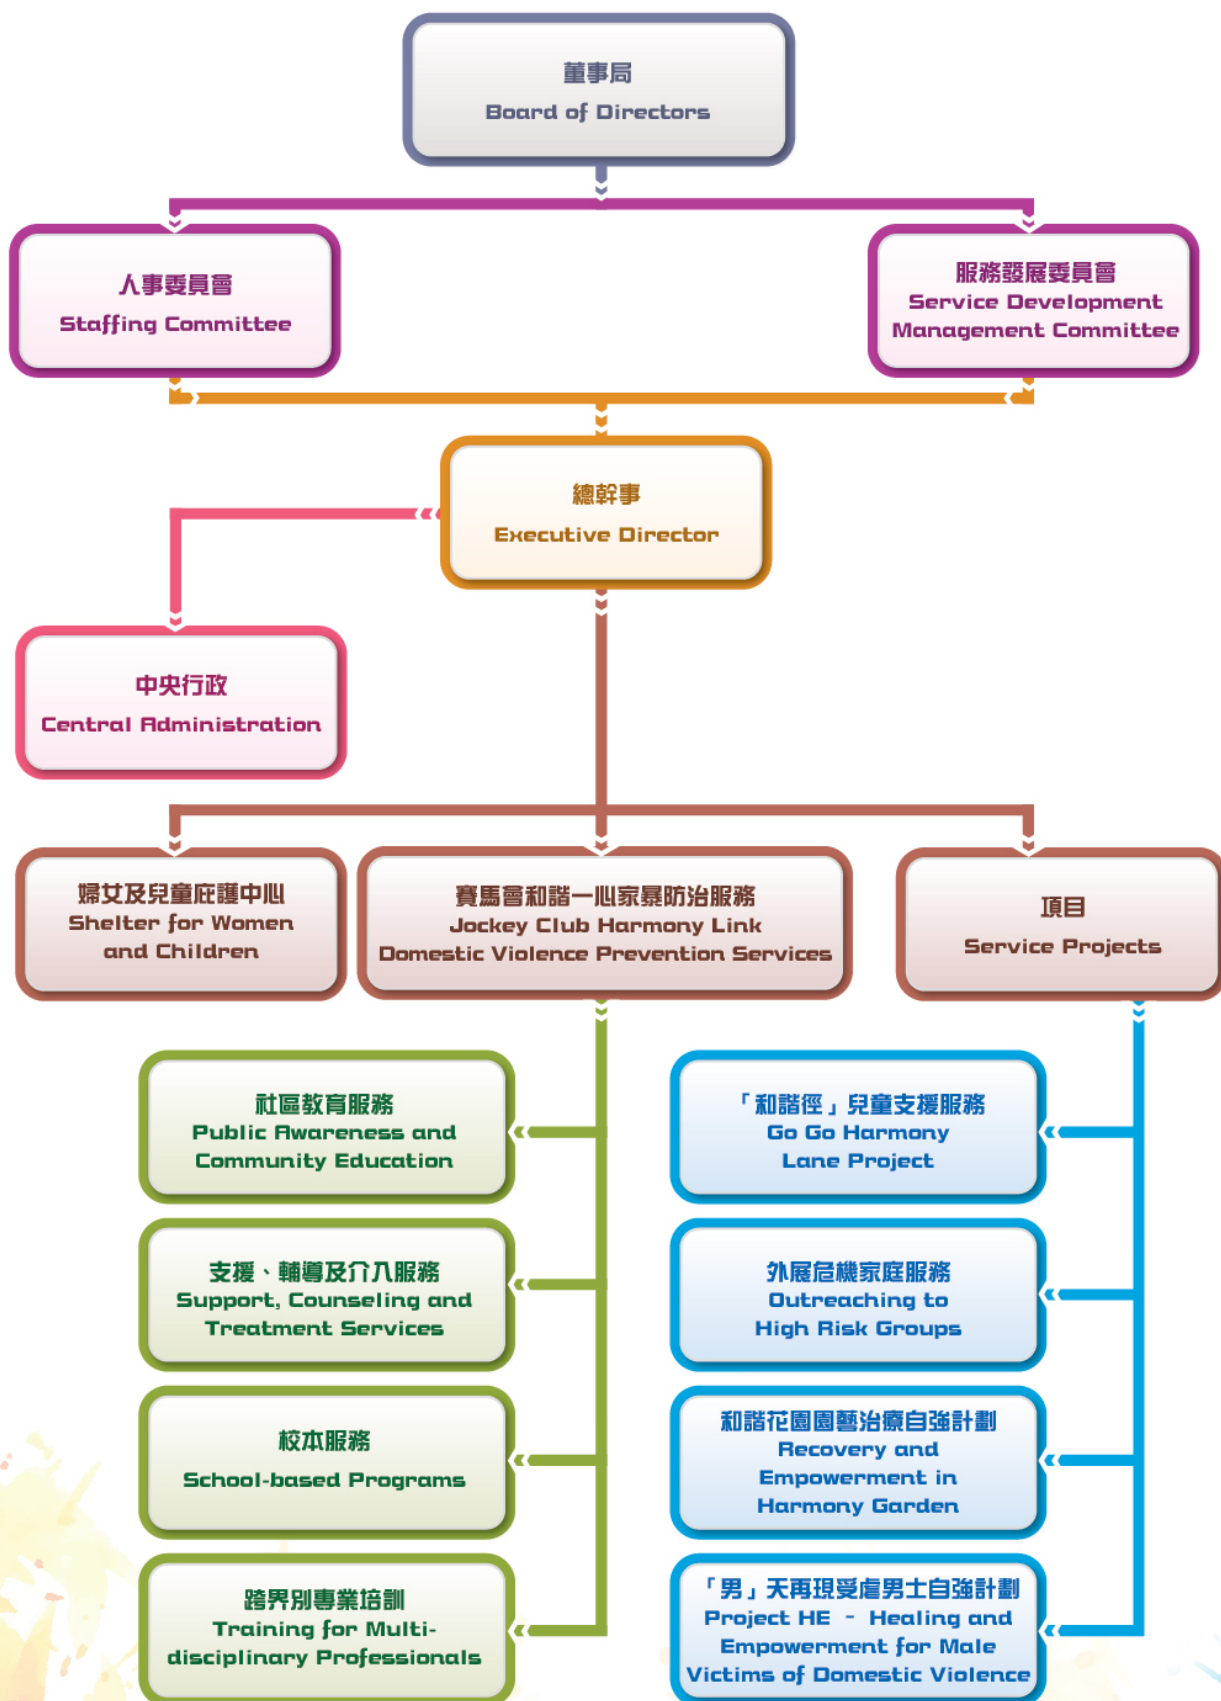 董事局
Board of Directors
人事委員會
Staffing Committee
服務發展委員會
Service Development
Management Committee
總幹事
Executive Director
中央行政
Central Administration
婦女及兒童庇護中心
Shelter for Women
and Children
賽馬會和諧一心家暴防治服務
Jockey Club Harmony Link
Domestic Violence Prevention Services
項目
Service Projects
社區教育服務
Public Awareness and
Community Education
支援、輔導及介入服務
Support, Counseling and
Treatment Services
校本服務
School-based Programs
跨界別專業培訓
Training for Multi-
disciplinary Professionals
「和諧徑」兒童支援服務
Go Go Harmony
Lane Project
外展危機家庭服務
Outreaching to
High Risk Groups
和諧花園園藝治療自強計劃
Recovery and
Empowerment in
Harmony Garden
「男」天再現受虐男士自強計劃
Project HE - Healing and
Empowerment for Male
Victims of Domestic Violence